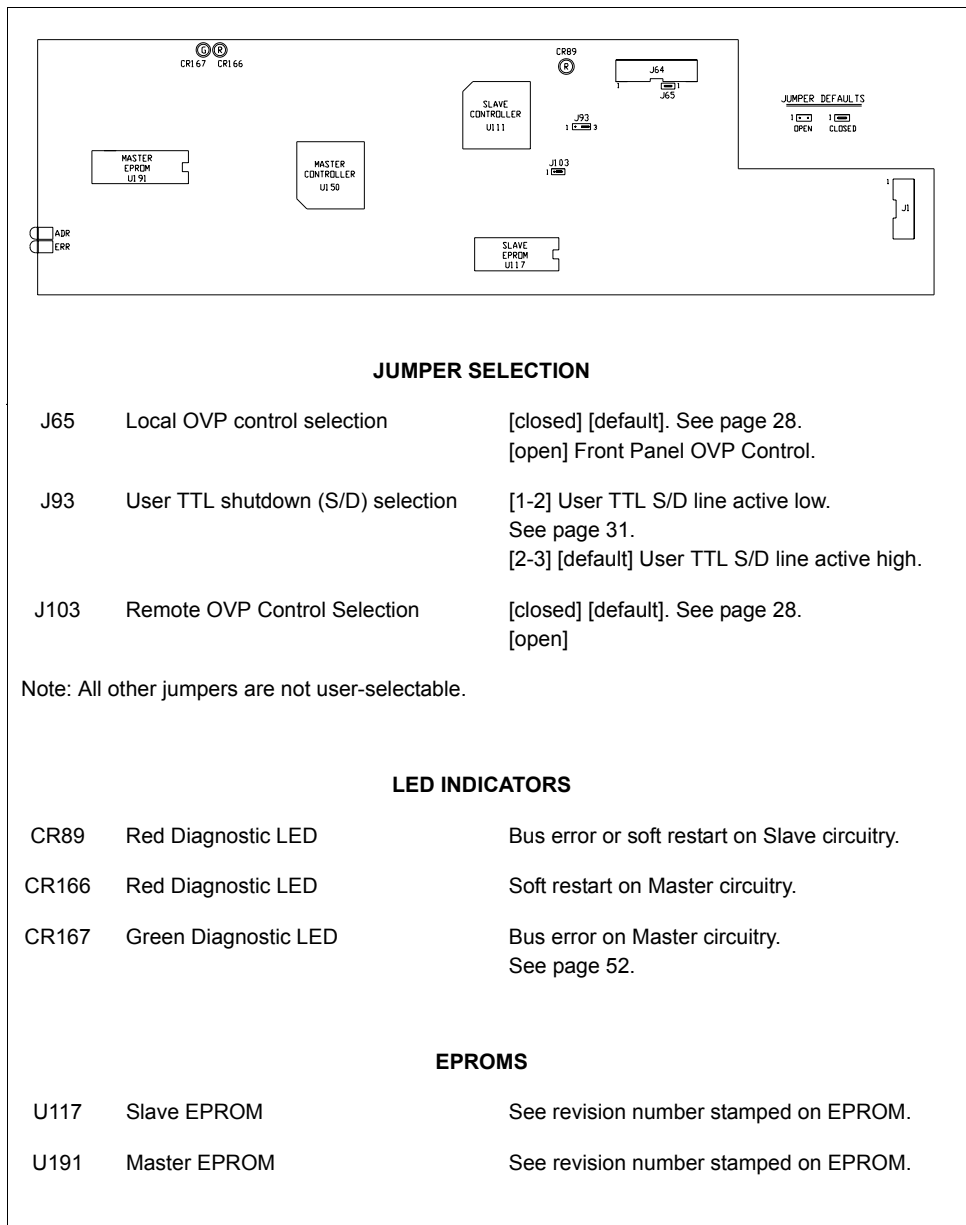 G R
CR167 CR166
CR89
R
J64
1 1
J65
JUMPER DEFAULTS
1 1
OPEN CLOSED
SLAVE
CONTROLLER
U111
J93
1 3
MASTER
EPROM
U191
MASTER
CONTROLLER
U150
J103
1
1
J1
ADR
ERR
SLAVE
EPROM
U117
JUMPER SELECTION
J65 Local OVP control selection [closed] [default]. See page 28.
[open] Front Panel OVP Control.
J93 User TTL shutdown (S/D) selection [1-2] User TTL S/D line active low.
See page 31.
[2-3] [default] User TTL S/D line active high.
J103 Remote OVP Control Selection [closed] [default]. See page 28.
[open]
Note: All other jumpers are not user-selectable.
LED INDICATORS
CR89 Red Diagnostic LED Bus error or soft restart on Slave circuitry.
CR166 Red Diagnostic LED Soft restart on Master circuitry.
CR167 Green Diagnostic LED Bus error on Master circuitry.
See page 52.
EPROMS
U117 Slave EPROM See revision number stamped on EPROM.
U191 Master EPROM See revision number stamped on EPROM.